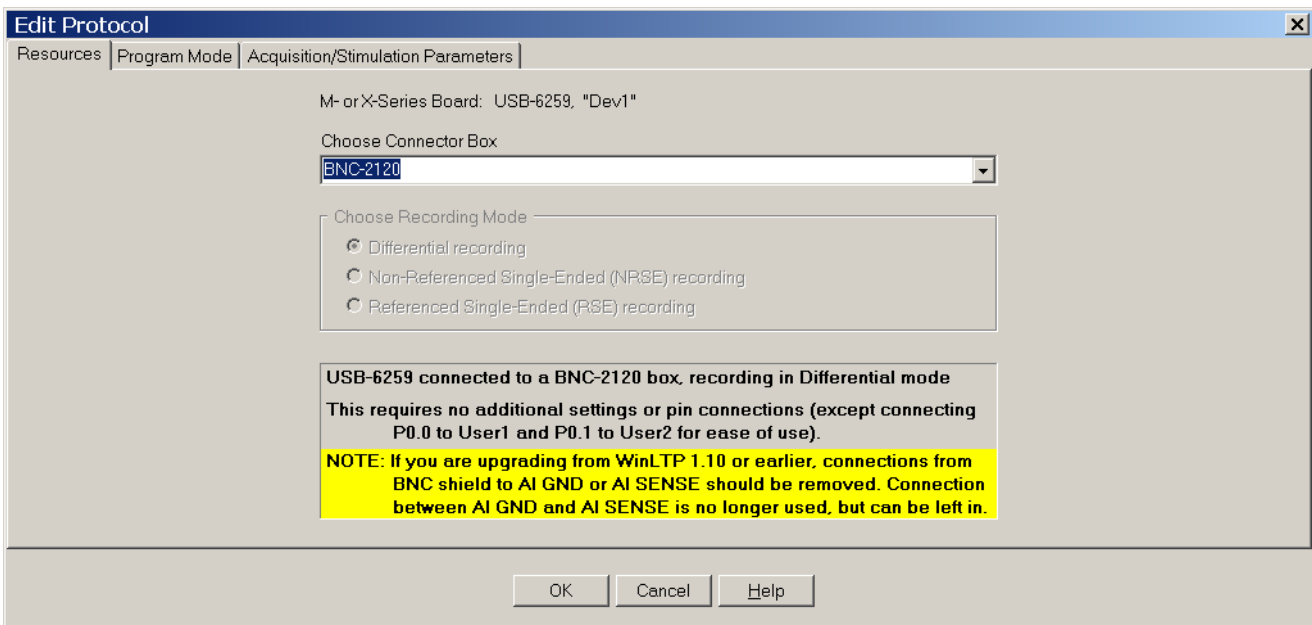 Edit Protocol
Resources Program Mode Acquisition/Stimulation Parameters
M- or X-Series Board: USB-6259, "Dev1"
Choose Connector Box
BNC-2120
Choose Recording Mode
Differential recording
Non-Referenced Single-Ended (NRSE) recording
Referenced Single-Ended (RSE) recording
USB-6259 connected to a BNC-2120 box, recording in Differential mode
This requires no additional settings or pin connections (except connecting
P0.0 to User1 and P0.1 to User2 for ease of use).
NOTE: If you are upgrading from WinLTP 1.10 or earlier, connections from
BNC shield to AI GND or AI SENSE should be removed. Connection
between AI GND and AI SENSE is no longer used, but can be left in.
OK Cancel Help